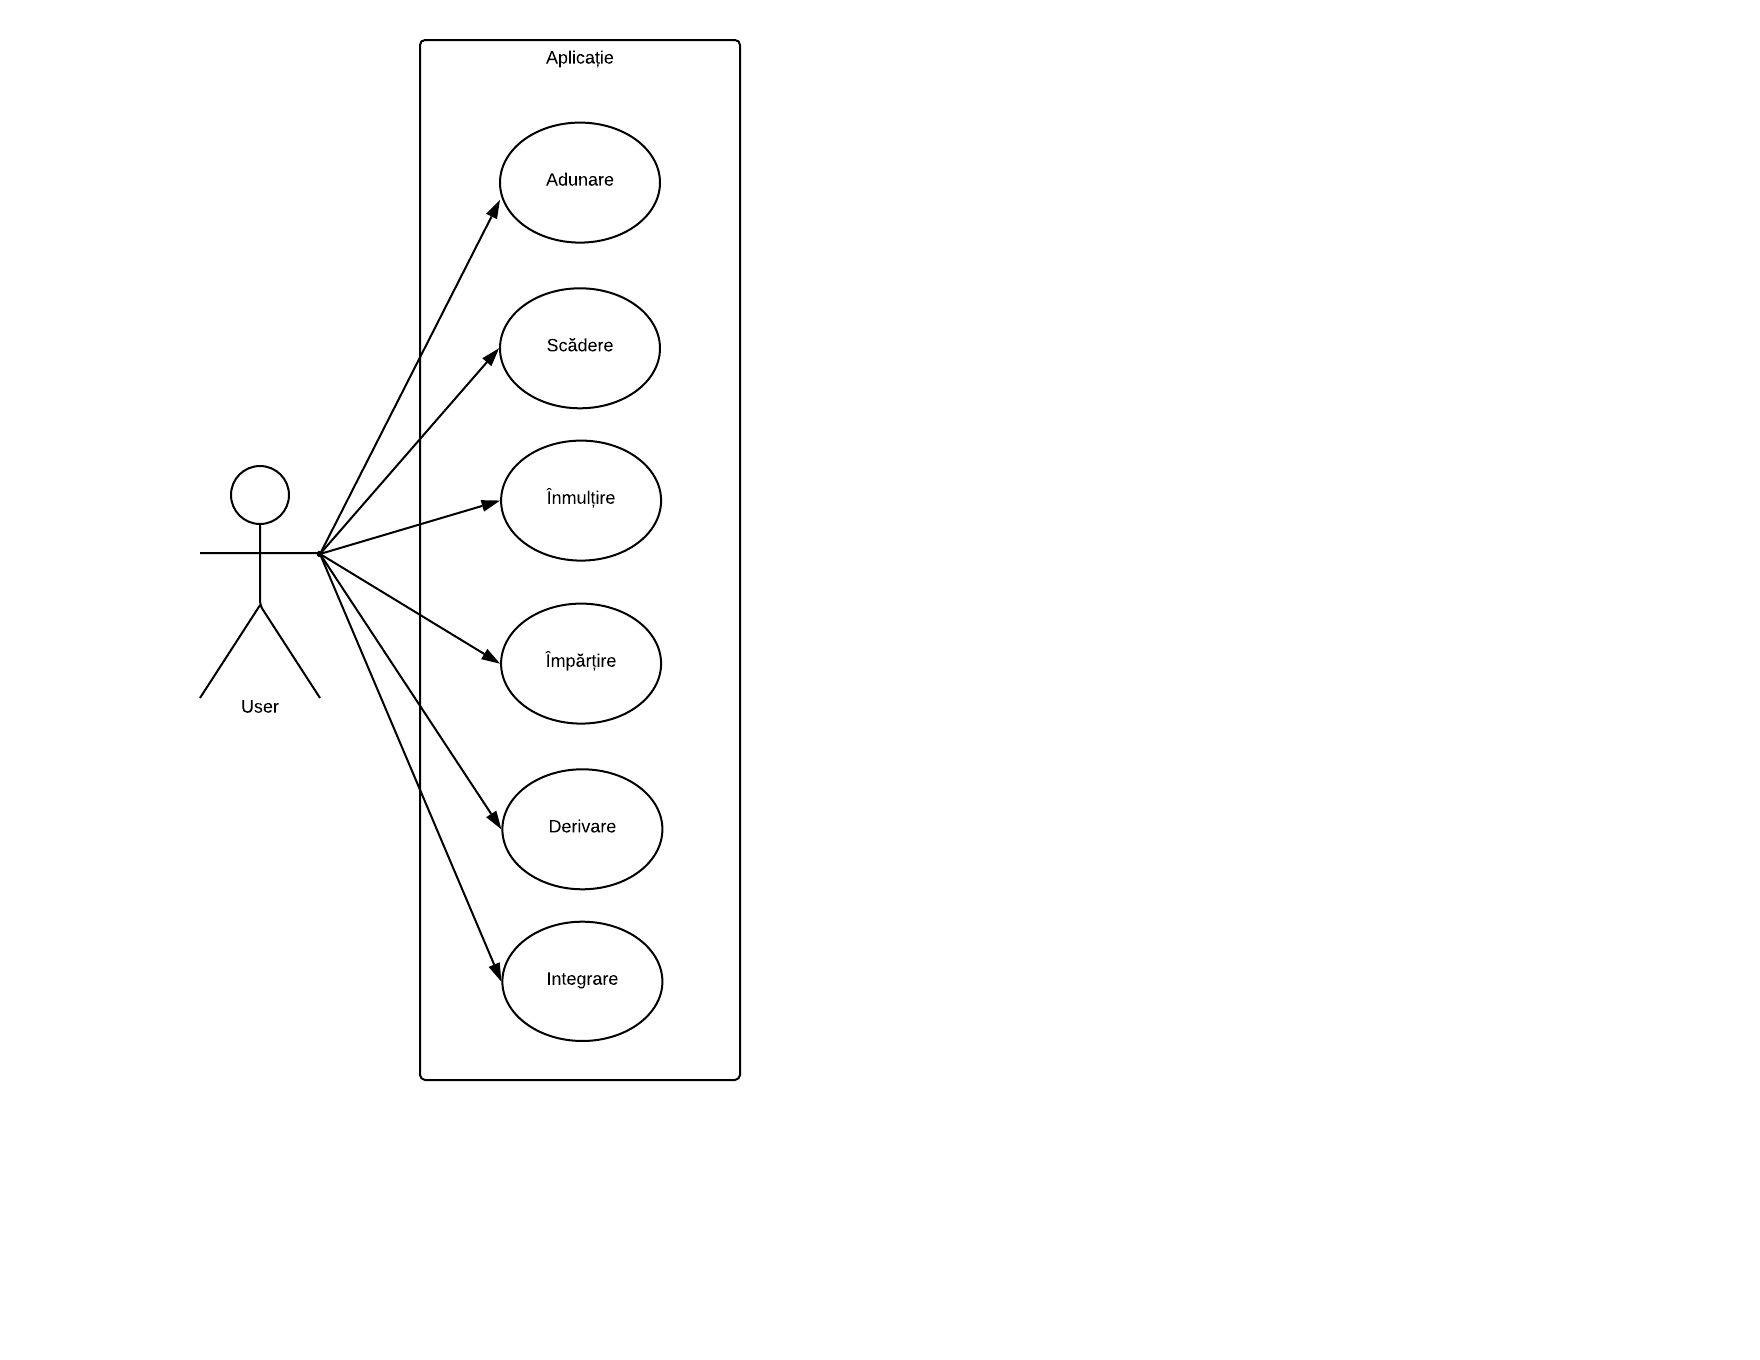 Aplicație
Adunare
Scădere
Înmulțire
Împărțire
User
Derivare
Integrare